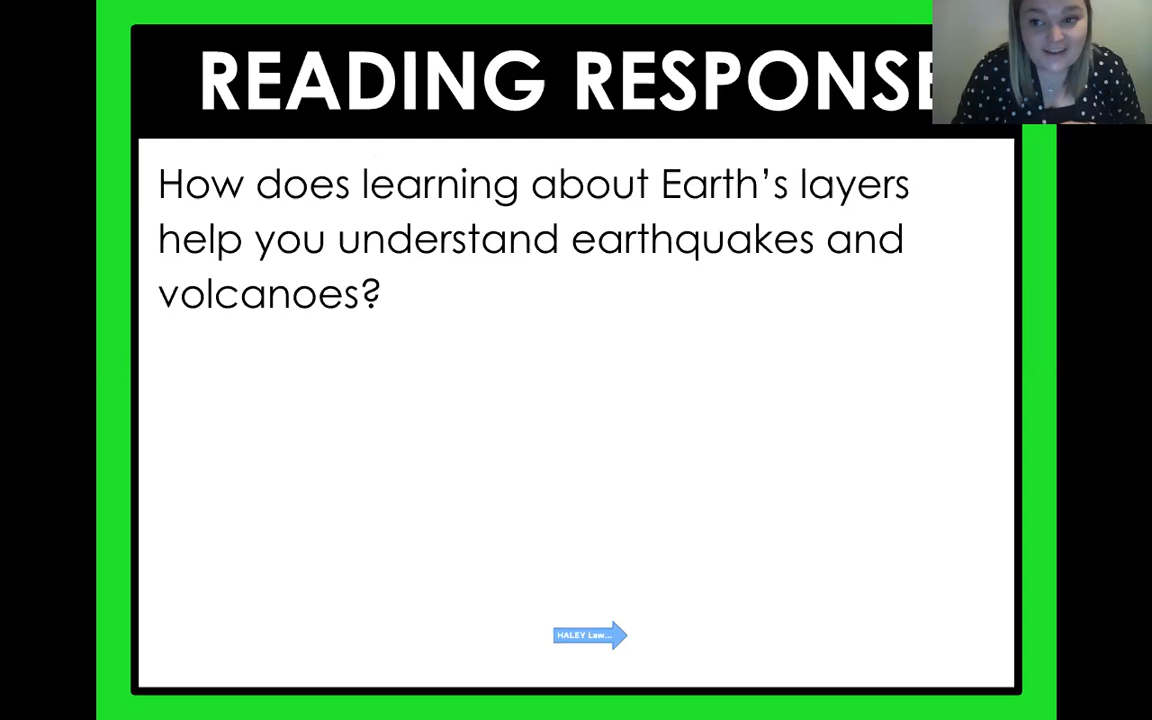 READING RESPONSE
How does learning about Earth’s layers
help you understand earthquakes and
volcanoes?
HALEY Law...